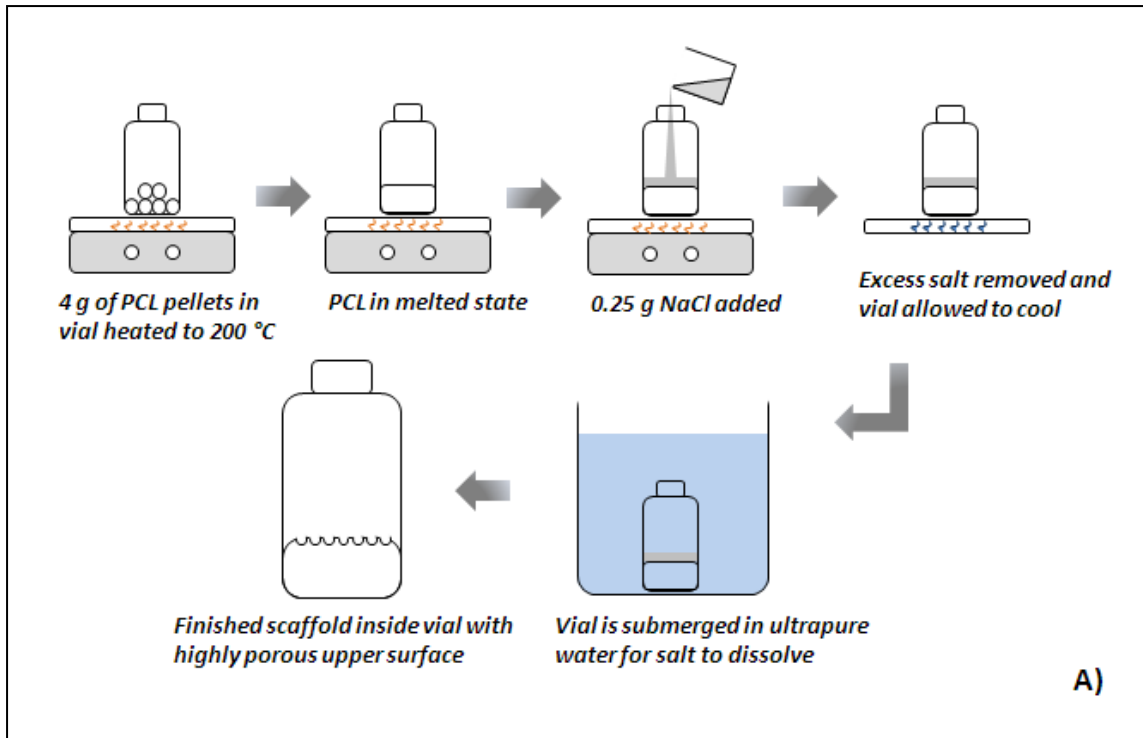 4 g of PCL pellets in
vial heated to 200 °C
PCL in melted state
0.25 g NaCl added
Excess salt removed and
vial allowed to cool
Finished scaffold inside vial with
highly porous upper surface
Vial is submerged in ultrapure
water for salt to dissolve
A)